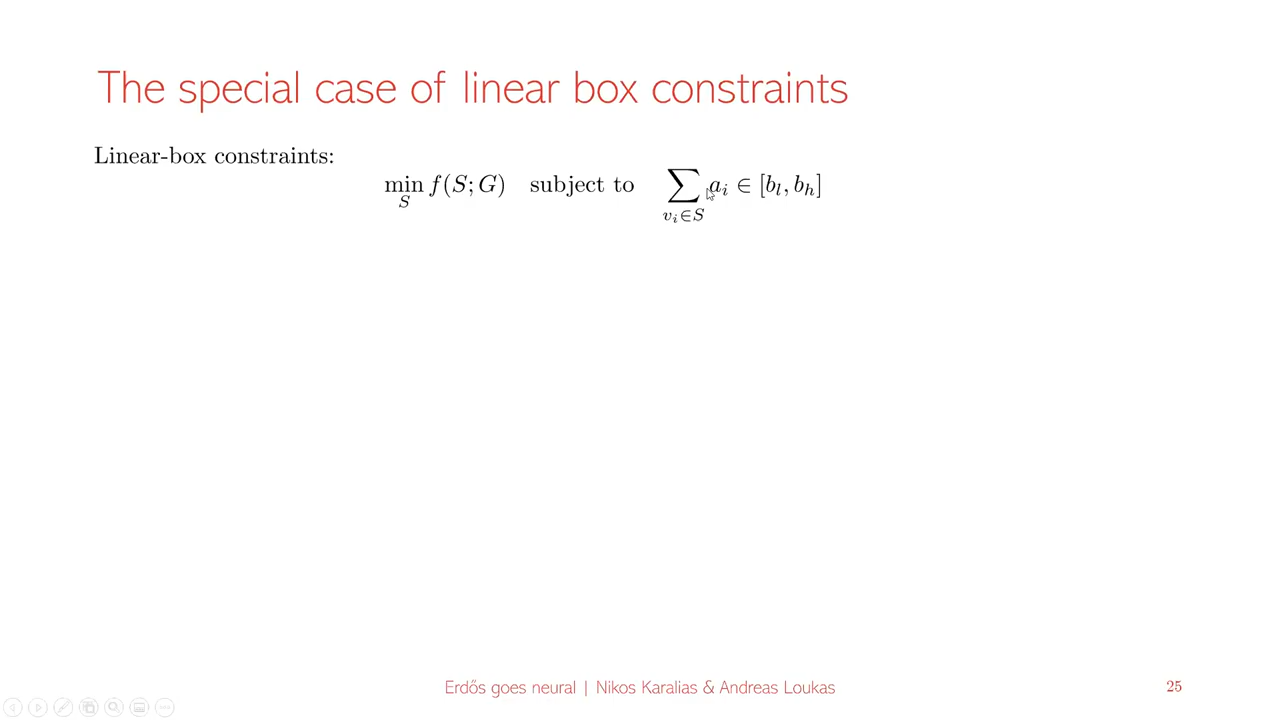 The special case of linear box constraints
Linear-box constraints:
min_S f(S; G) subject to ∑_{v_i∈S} a_i ∈ [b_l, b_h]
Erdős goes neural | Nikos Karalias & Andreas Loukas
25